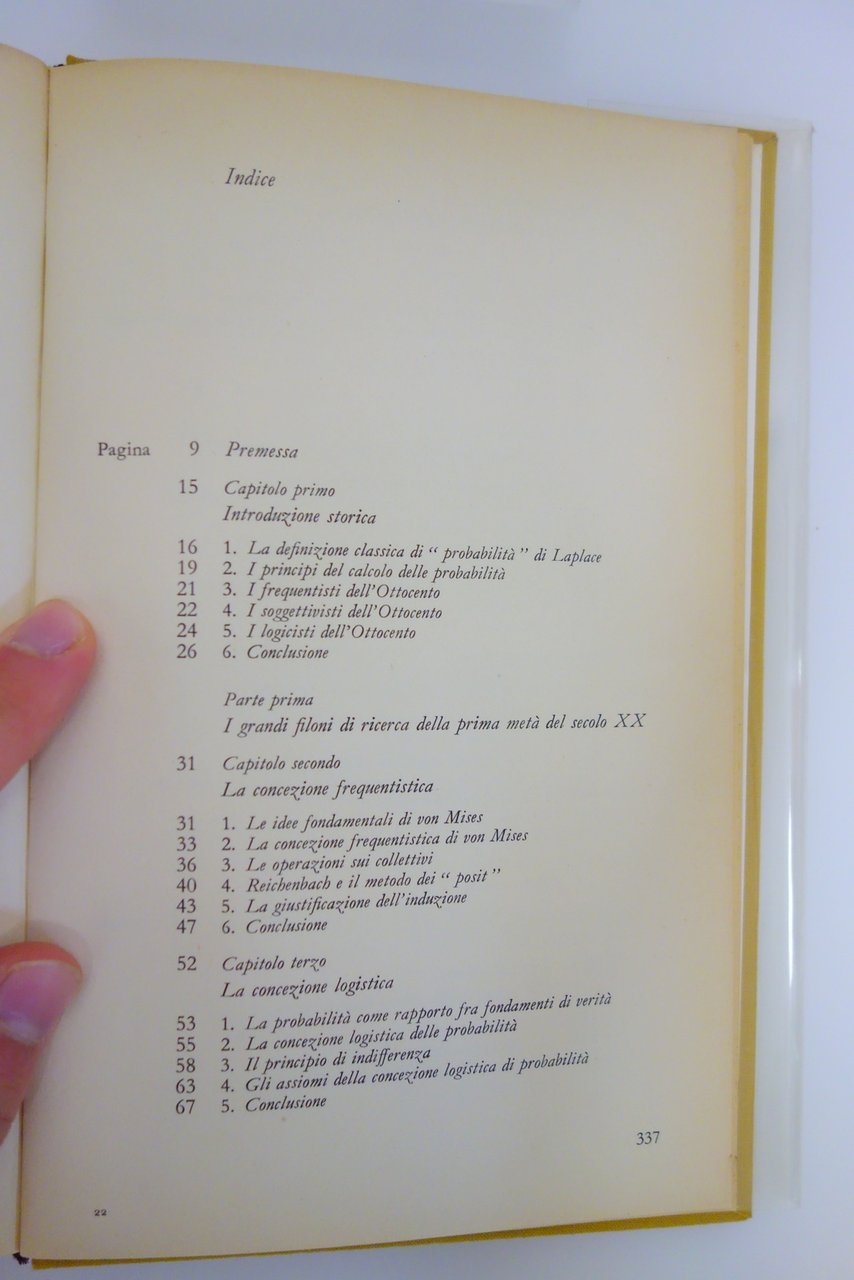 Indice
Pagina 9 Premessa
15 Capitolo primo
Introduzione storica
16 1. La definizione classica di “ probabilità ” di Laplace
19 2. I principi del calcolo delle probabilità
21 3. I frequentisti dell'Ottocento
22 4. I soggettivisti dell'Ottocento
24 5. I logicisti dell'Ottocento
26 6. Conclusione
Parte prima
I grandi filoni di ricerca della prima metà del secolo XX
31 Capitolo secondo
La concezione frequentistica
31 1. Le idee fondamentali di von Mises
33 2. La concezione frequentistica di von Mises
36 3. Le operazioni sui collettivi
40 4. Reichenbach e il metodo dei “ posit ”
43 5. La giustificazione dell'induzione
47 6. Conclusione
52 Capitolo terzo
La concezione logistica
53 1. La probabilità come rapporto fra fondamenti di verità
55 2. La concezione logistica delle probabilità
58 3. Il principio di indifferenza
63 4. Gli assiomi della concezione logistica di probabilità
67 5. Conclusione
337
22